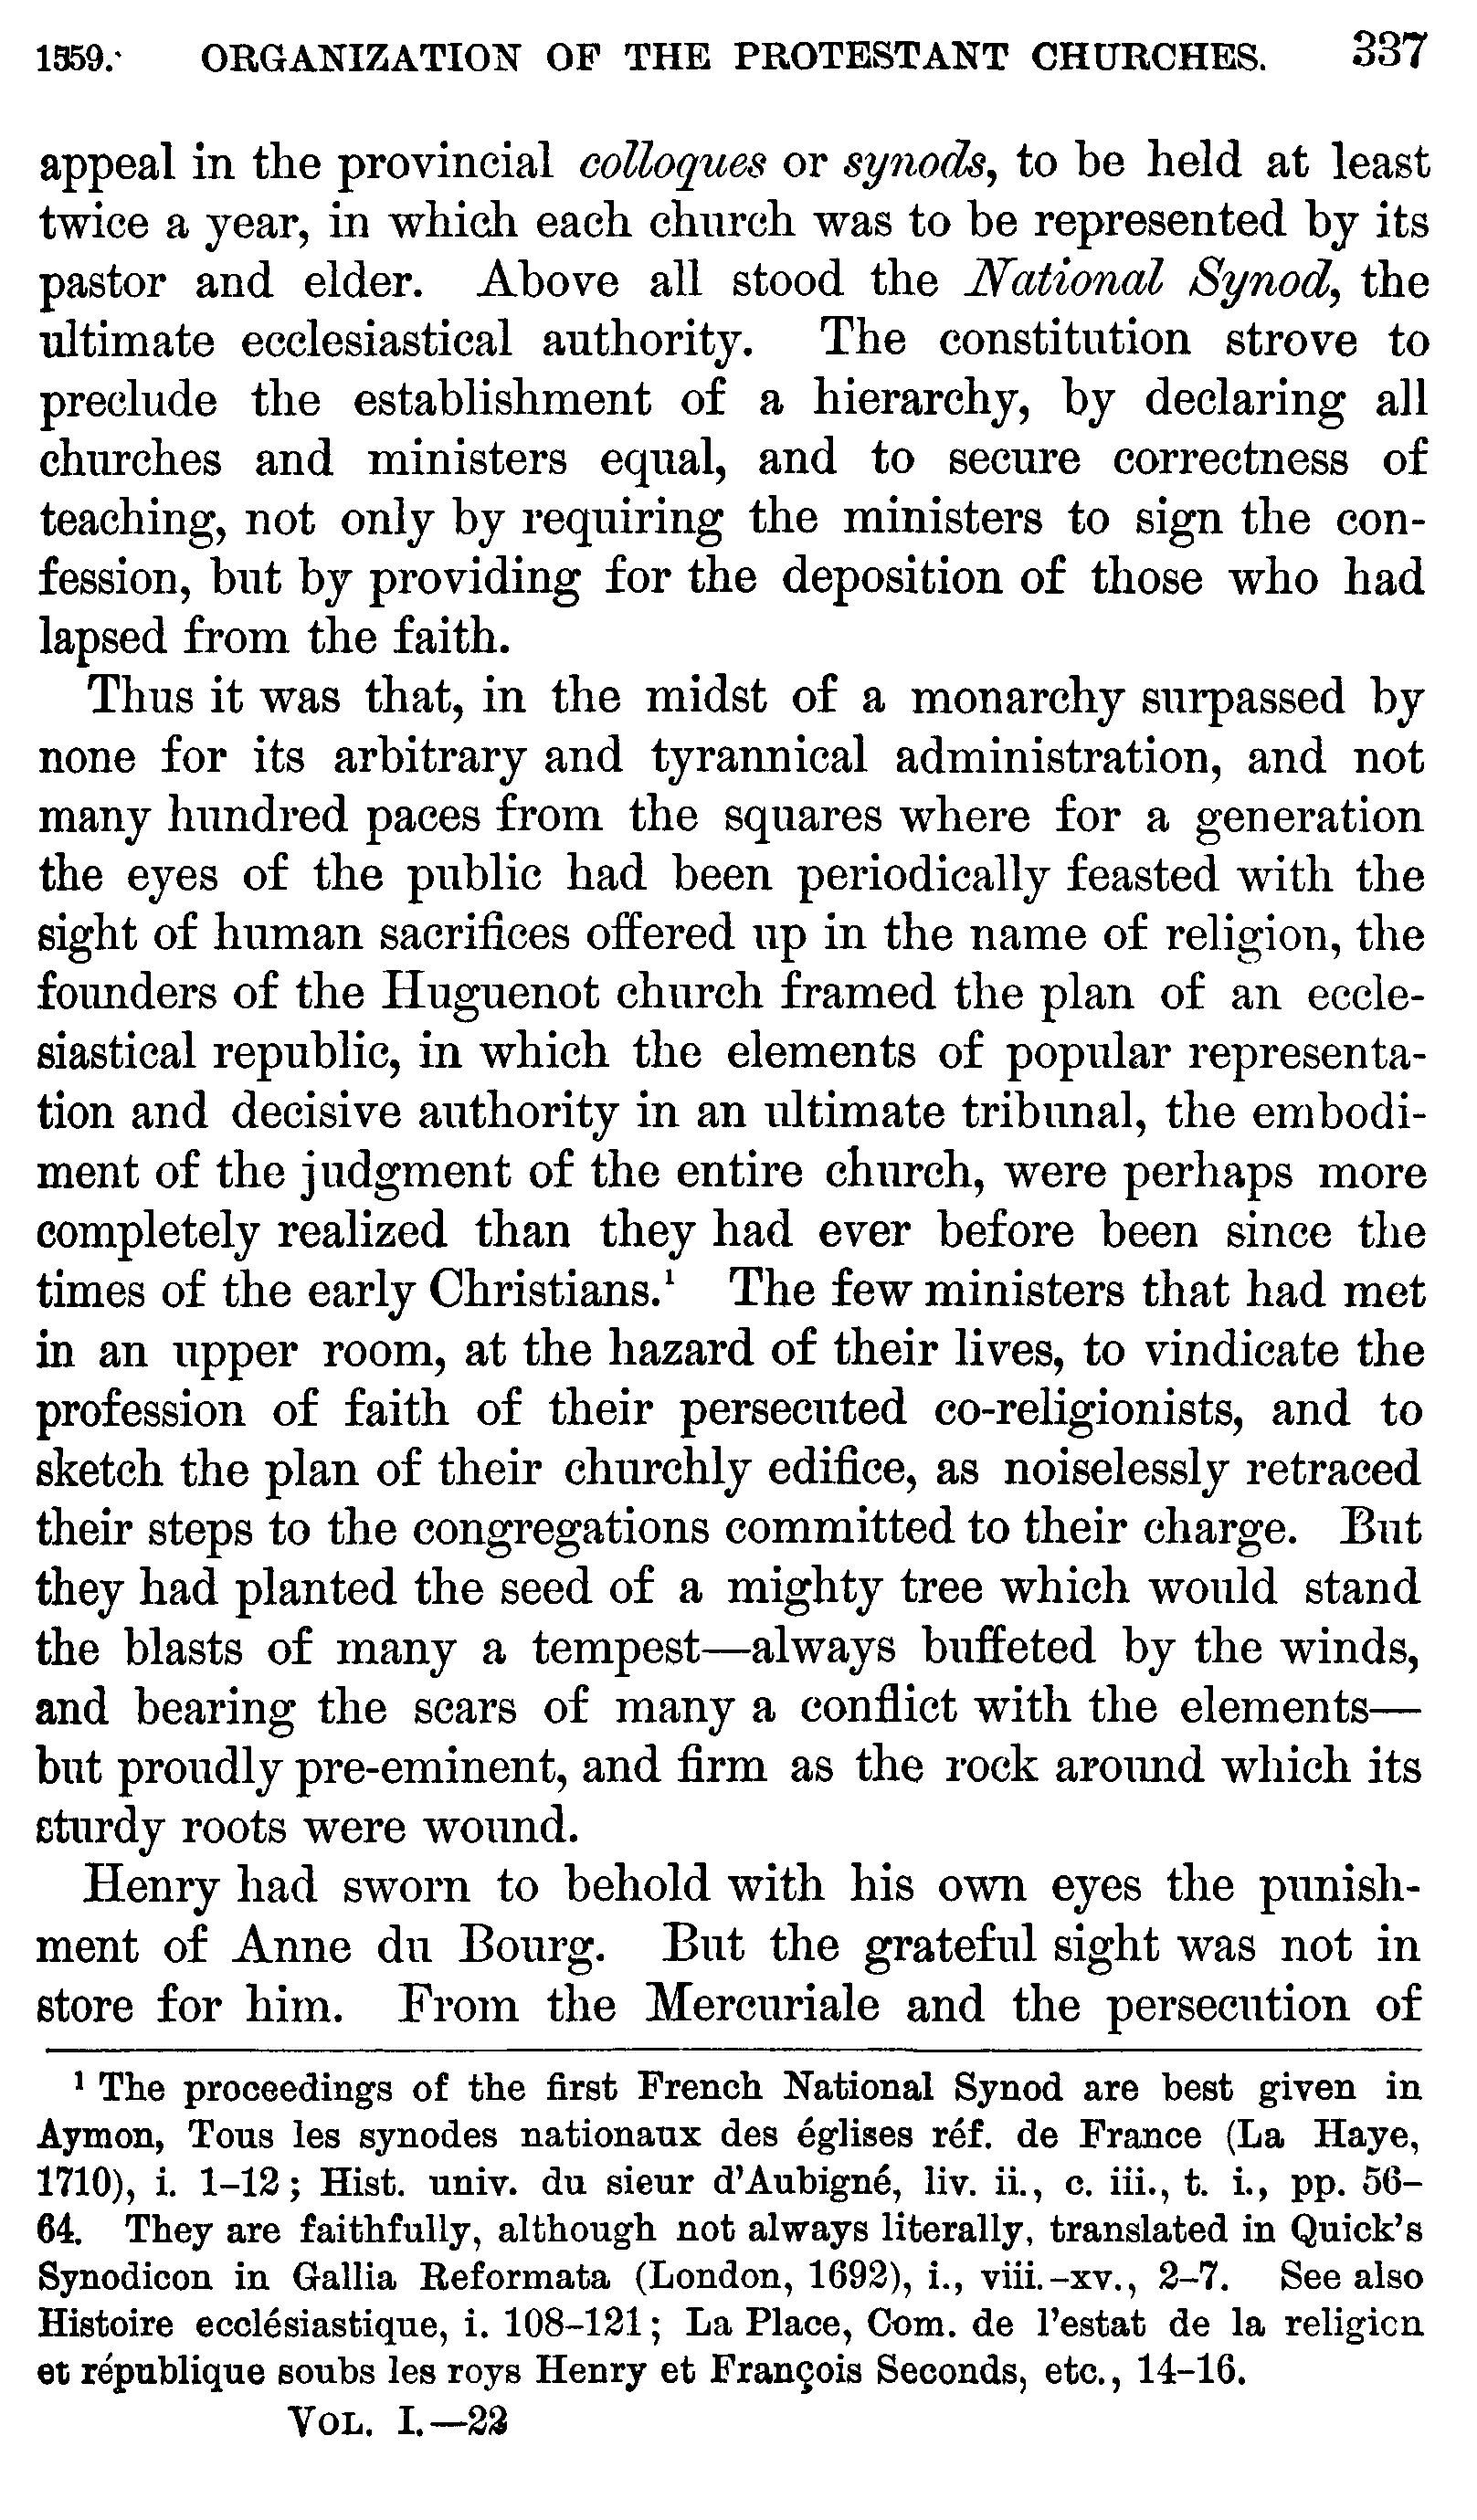 1559. ORGANIZATION OF THE PROTESTANT CHURCHES. 337
appeal in the provincial colloques or synods, to be held at least
twice a year, in which each church was to be represented by its
pastor and elder. Above all stood the National Synod, the
ultimate ecclesiastical authority. The constitution strove to
preclude the establishment of a hierarchy, by declaring all
churches and ministers equal, and to secure correctness of
teaching, not only by requiring the ministers to sign the con-
fession, but by providing for the deposition of those who had
lapsed from the faith.
Thus it was that, in the midst of a monarchy surpassed by
none for its arbitrary and tyrannical administration, and not
many hundred paces from the squares where for a generation
the eyes of the public had been periodically feasted with the
sight of human sacrifices offered up in the name of religion, the
founders of the Huguenot church framed the plan of an eccle-
siastical republic, in which the elements of popular representa-
tion and decisive authority in an ultimate tribunal, the embodi-
ment of the judgment of the entire church, were perhaps more
completely realized than they had ever before been since the
times of the early Christians.¹ The few ministers that had met
in an upper room, at the hazard of their lives, to vindicate the
profession of faith of their persecuted co-religionists, and to
sketch the plan of their churchly edifice, as noiselessly retraced
their steps to the congregations committed to their charge. But
they had planted the seed of a mighty tree which would stand
the blasts of many a tempest—always buffeted by the winds,
and bearing the scars of many a conflict with the elements—
but proudly pre-eminent, and firm as the rock around which its
sturdy roots were wound.
Henry had sworn to behold with his own eyes the punish-
ment of Anne du Bourg. But the grateful sight was not in
store for him. From the Mercuriale and the persecution of
¹ The proceedings of the first French National Synod are best given in
Aymon, Tous les synodes nationaux des églises réf. de France (La Haye,
1710), i. 1–12; Hist. univ. du sieur d'Aubigné, liv. ii., c. iii., t. i., pp. 56–
64. They are faithfully, although not always literally, translated in Quick's
Synodicon in Gallia Reformata (London, 1692), i., viii.–xv., 2–7. See also
Histoire ecclésiastique, i. 108–121; La Place, Com. de l'estat de la religion
et république soubs les roys Henry et François Seconds, etc., 14–16.
VOL. I.—22